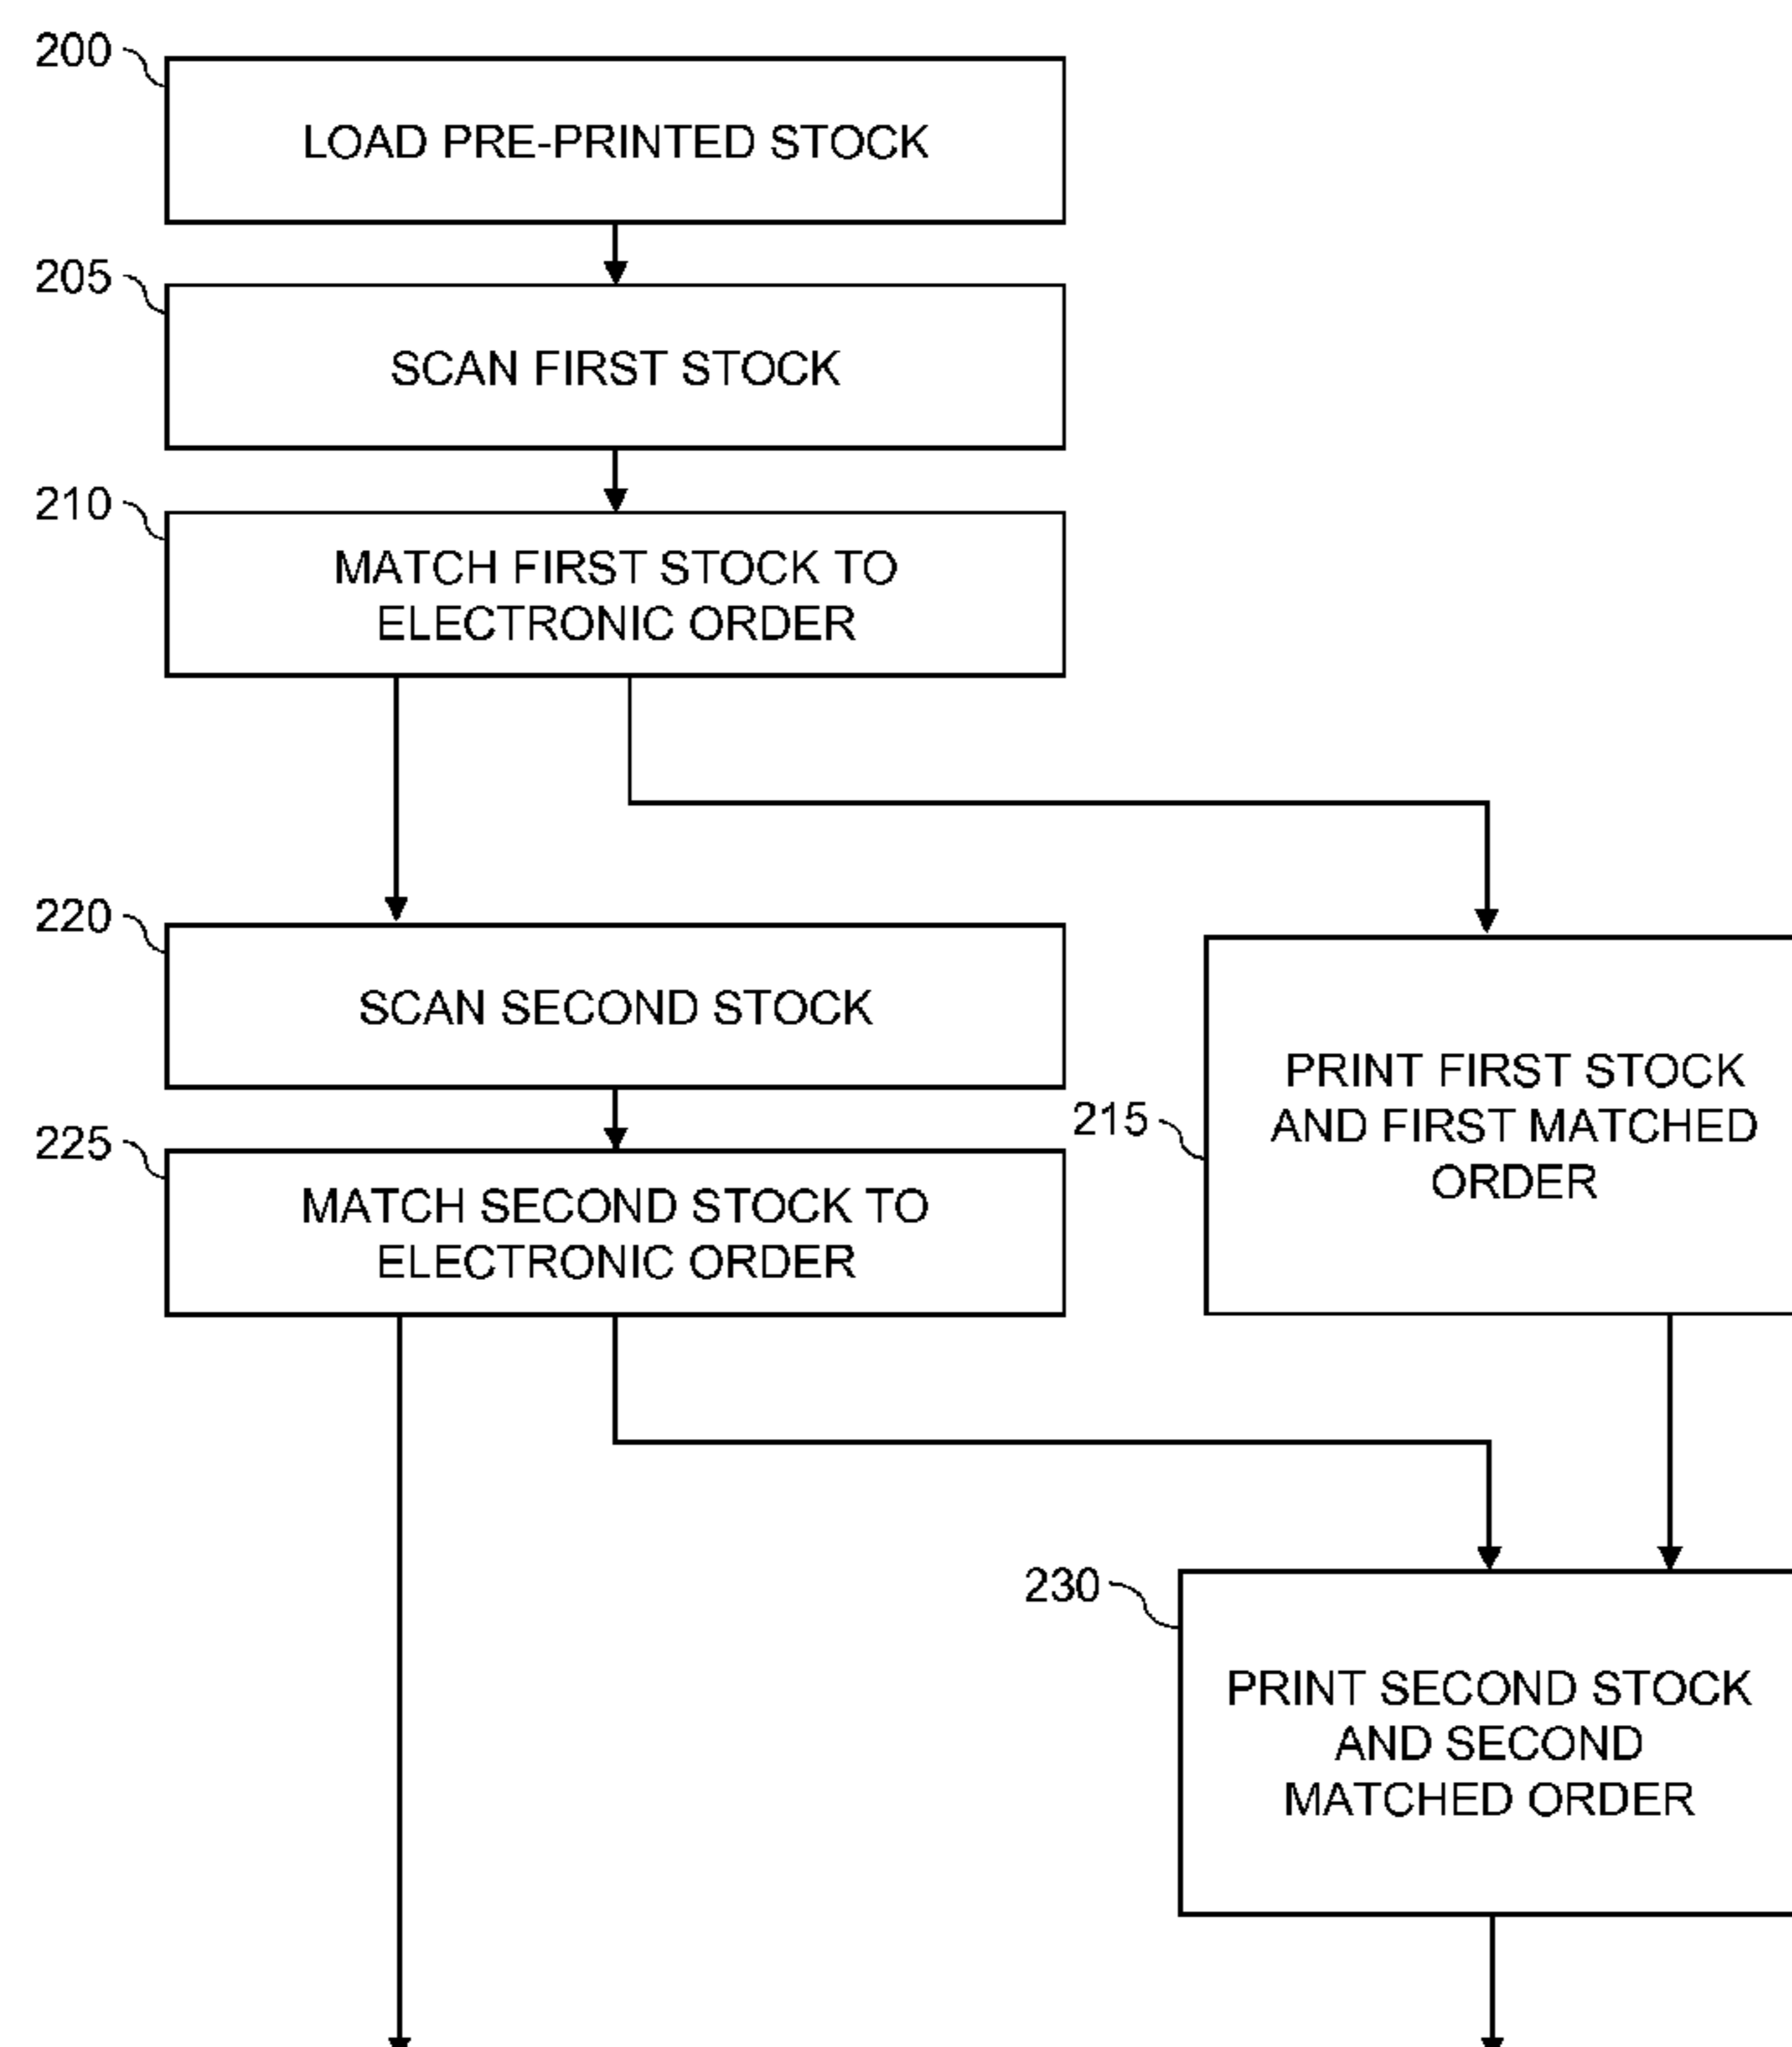 200
LOAD PRE-PRINTED STOCK
205
SCAN FIRST STOCK
210
MATCH FIRST STOCK TO
ELECTRONIC ORDER
220
SCAN SECOND STOCK
215
PRINT FIRST STOCK
AND FIRST MATCHED
ORDER
225
MATCH SECOND STOCK TO
ELECTRONIC ORDER
230
PRINT SECOND STOCK
AND SECOND
MATCHED ORDER